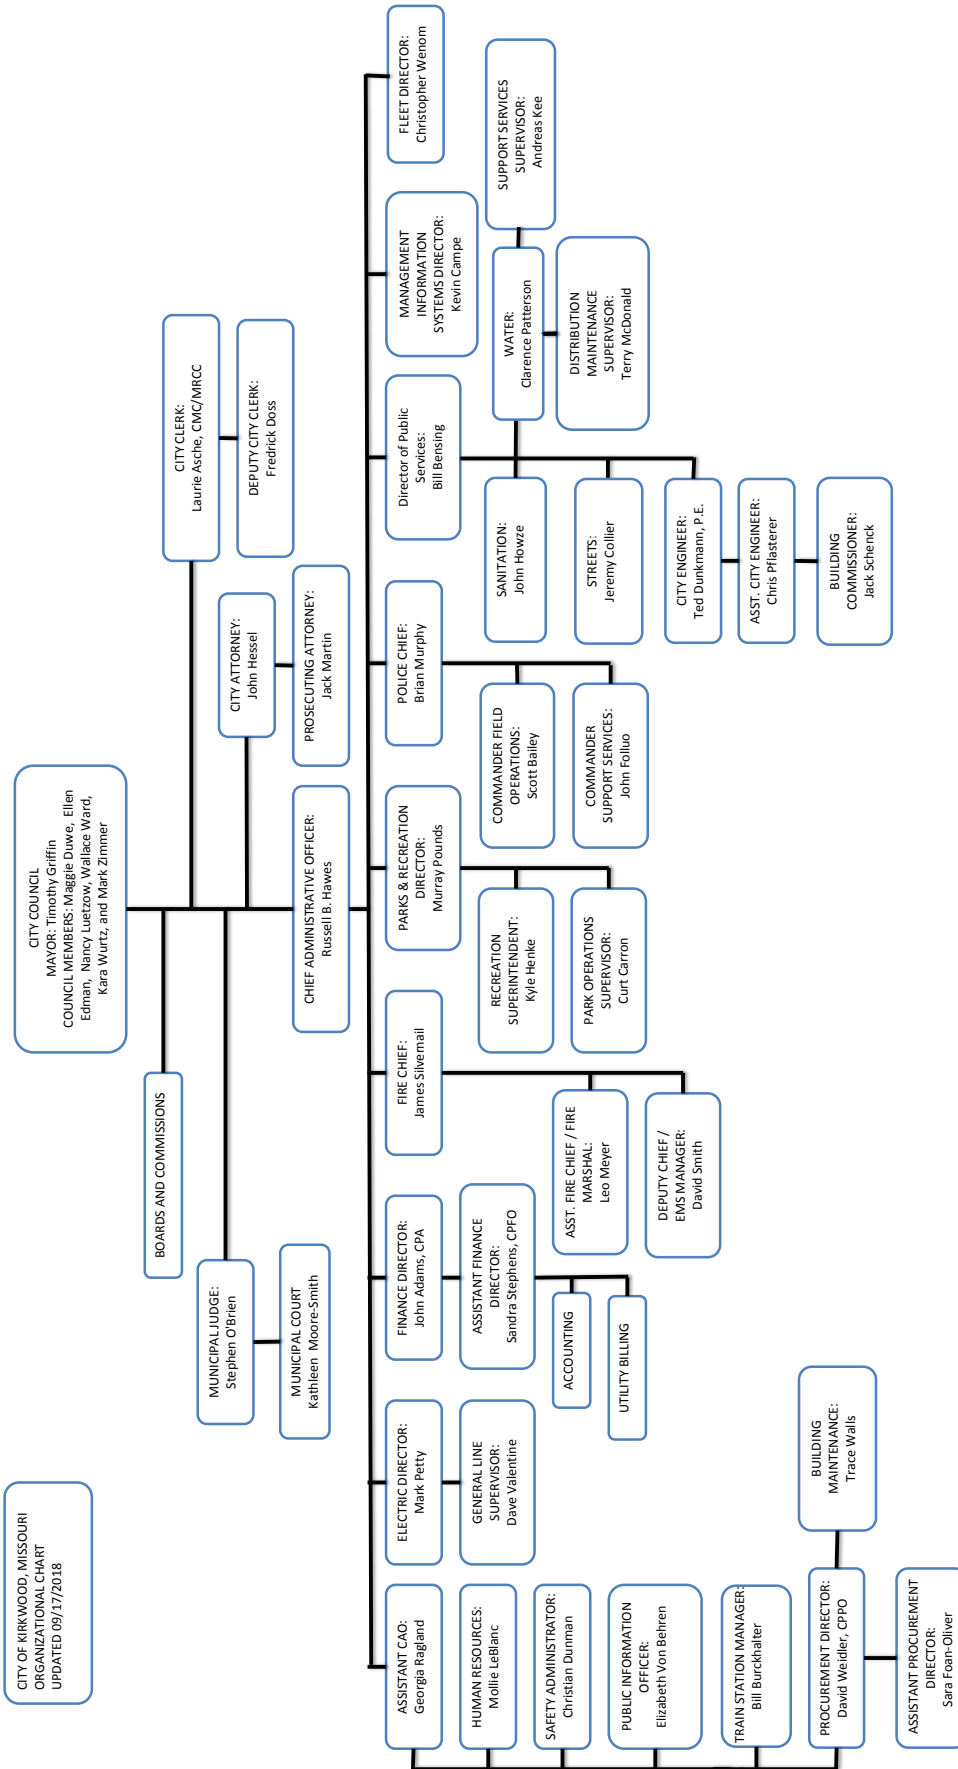 CITY OF KIRKWOOD, MISSOURI
ORGANIZATIONAL CHART
UPDATED 09/17/2018
CITY COUNCIL
MAYOR: Timothy Griffin
COUNCIL MEMBERS: Maggie Duwe, Ellen
Edman, Nancy Luetzow, Wallace Ward,
Kara Wurtz, and Mark Zimmer
BOARDS AND COMMISSIONS
CITY CLERK:
Laurie Asche, CMC/MRCC
DEPUTY CITY CLERK:
Fredrick Doss
MUNICIPAL JUDGE:
Stephen O'Brien
MUNICIPAL COURT
Kathleen Moore-Smith
CITY ATTORNEY:
John Hessel
PROSECUTING ATTORNEY:
Jack Martin
CHIEF ADMINISTRATIVE OFFICER:
Russell B. Hawes
ASSISTANT CAO:
Georgia Ragland
HUMAN RESOURCES:
Mollie LeBlanc
SAFETY ADMINISTRATOR:
Christian Dunman
PUBLIC INFORMATION
OFFICER:
Elizabeth Von Behren
TRAIN STATION MANAGER:
Bill Burckhalter
PROCUREMENT DIRECTOR:
David Weidler, CPPO
BUILDING
MAINTENANCE:
Trace Walls
ASSISTANT PROCUREMENT
DIRECTOR:
Sara Foan-Oliver
ELECTRIC DIRECTOR:
Mark Petty
GENERAL LINE
SUPERVISOR:
Dave Valentine
FINANCE DIRECTOR:
John Adams, CPA
ASSISTANT FINANCE
DIRECTOR:
Sandra Stephens, CPFO
ACCOUNTING
UTILITY BILLING
FIRE CHIEF:
James Silvernail
ASST. FIRE CHIEF / FIRE
MARSHAL:
Leo Meyer
DEPUTY CHIEF /
EMS MANAGER:
David Smith
PARKS & RECREATION
DIRECTOR:
Murray Pounds
RECREATION
SUPERINTENDENT:
Kyle Henke
PARK OPERATIONS
SUPERVISOR:
Curt Carron
POLICE CHIEF:
Brian Murphy
COMMANDER FIELD
OPERATIONS:
Scott Bailey
COMMANDER
SUPPORT SERVICES:
John Folluo
Director of Public
Services:
Bill Bensing
SANITATION:
John Howze
STREETS:
Jeremy Collier
CITY ENGINEER:
Ted Dunkmann, P.E.
ASST. CITY ENGINEER:
Chris Pflasterer
BUILDING
COMMISSIONER:
Jack Schenck
WATER:
Clarence Patterson
SUPPORT SERVICES
SUPERVISOR:
Andreas Kee
DISTRIBUTION
MAINTENANCE
SUPERVISOR:
Terry McDonald
MANAGEMENT
INFORMATION
SYSTEMS DIRECTOR:
Kevin Campe
FLEET DIRECTOR:
Christopher Wenom